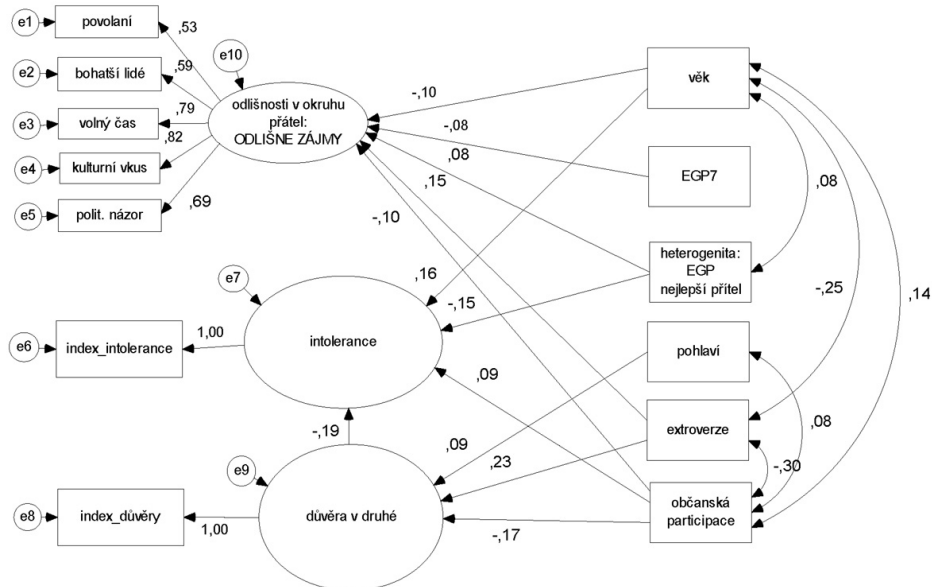 e1
povolaní
,53
e10
e2
bohatší lidé
,59
věk
-,10
odlišnosti v okruhu
přátel:
ODLIŠNE ZÁJMY
e3
volný čas
,79
-,08
e4
kulturní vkus
,82
,08
EGP7
,08
,15
e5
polit. názor
,69
-,10
heterogenita:
EGP
nejlepší přítel
e7
,16
-,25
,14
-,15
e6
index_intolerance
1,00
intolerance
pohlaví
,09
extroverze
,08
-,19
,09
,23
-,30
e9
občanská
participace
e8
index_důvěry
1,00
důvěra v druhé
-,17